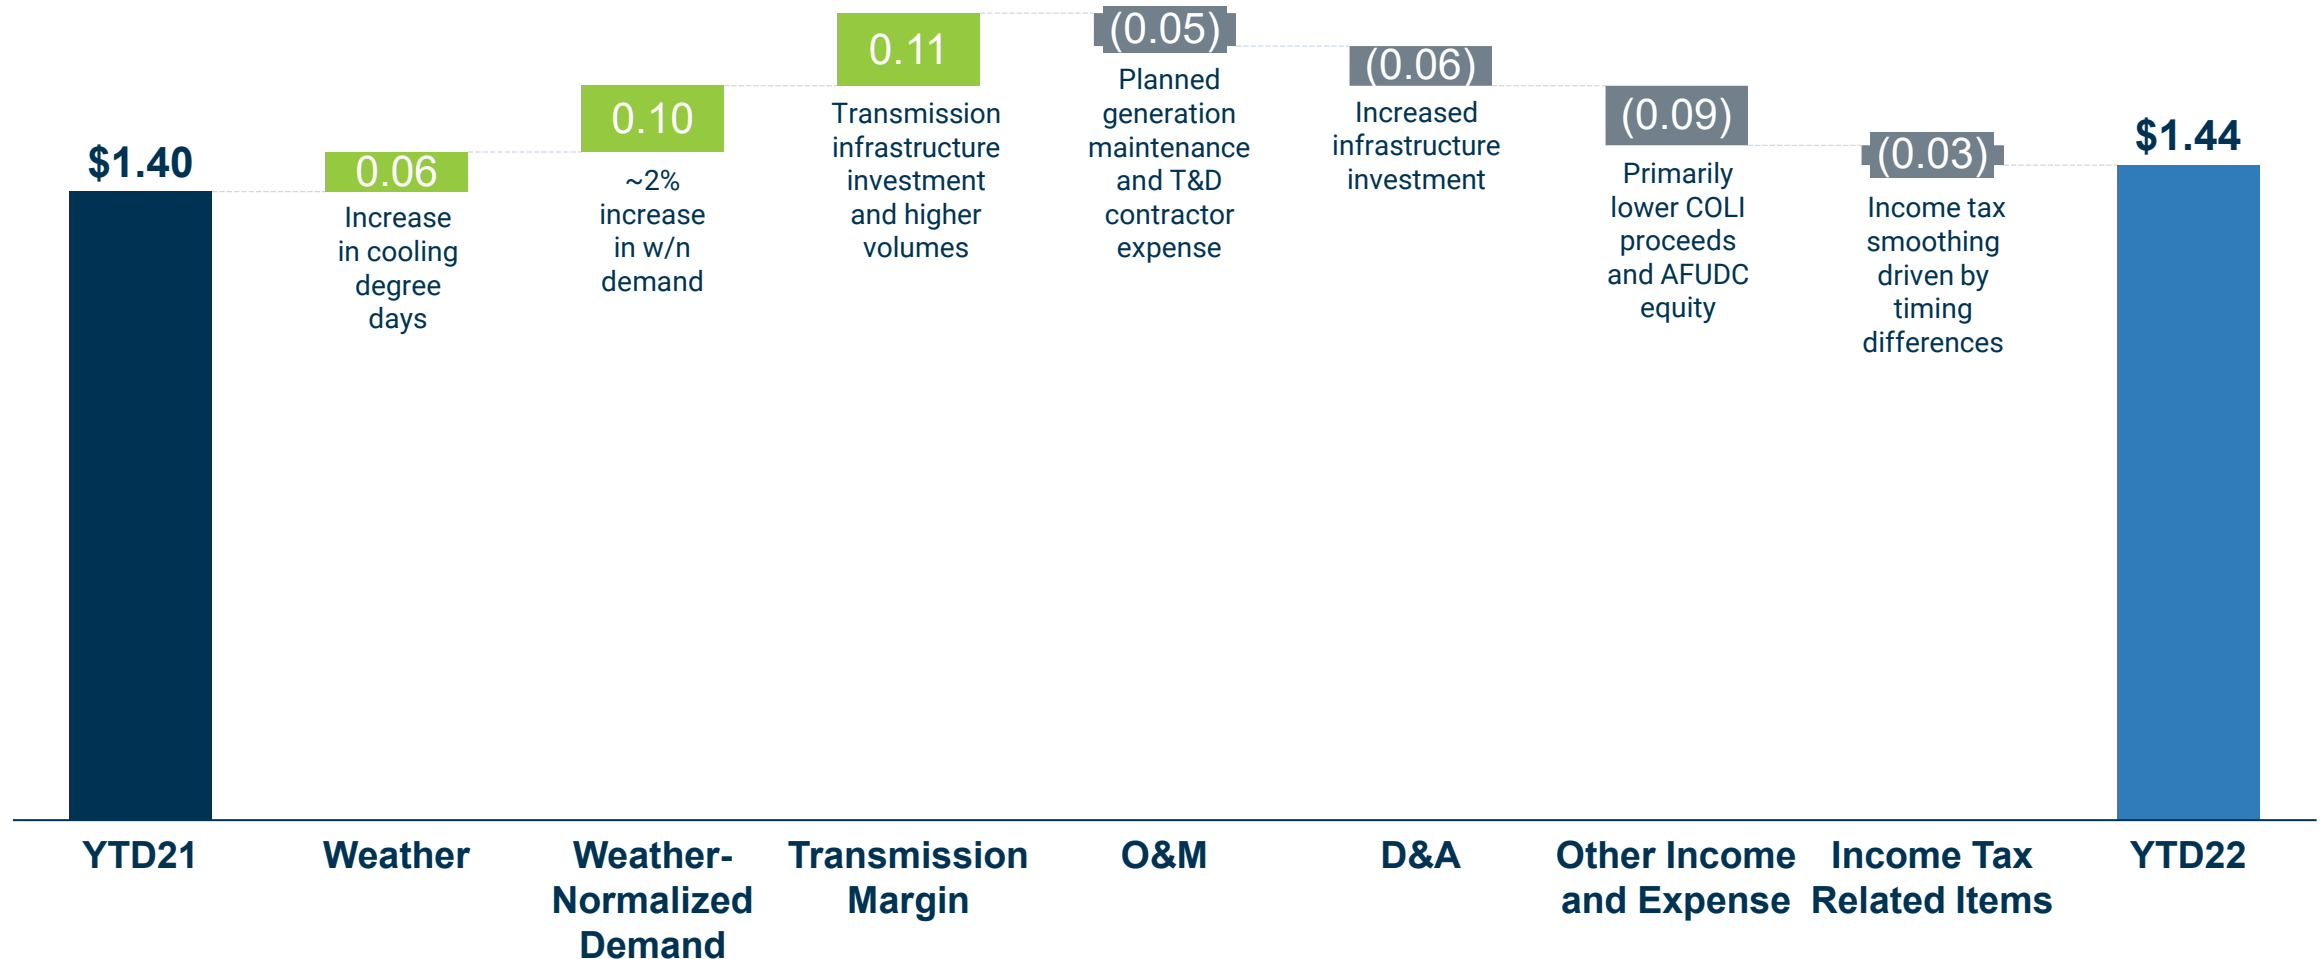 $1.40
0.06
Increase
in cooling
degree
days
0.10
~2%
increase
in w/n
demand
0.11
Transmission
infrastructure
investment
and higher
volumes
(0.05)
Planned
generation
maintenance
and T&D
contractor
expense
(0.06)
Increased
infrastructure
investment
(0.09)
Primarily
lower COLI
proceeds
and AFUDC
equity
(0.03)
Income tax
smoothing
driven by
timing
differences
$1.44
YTD21
Weather
Weather-
Normalized
Demand
Transmission
Margin
O&M
D&A
Other Income
and Expense
Income Tax
Related Items
YTD22